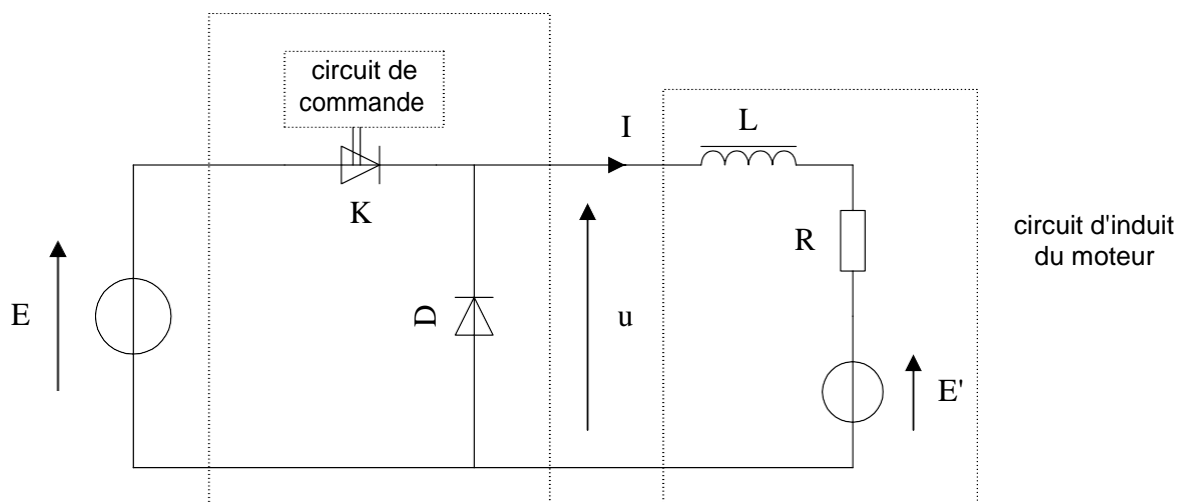 circuit de
commande
I
L
K
R
circuit d'induit
du moteur
E
D
u
E'